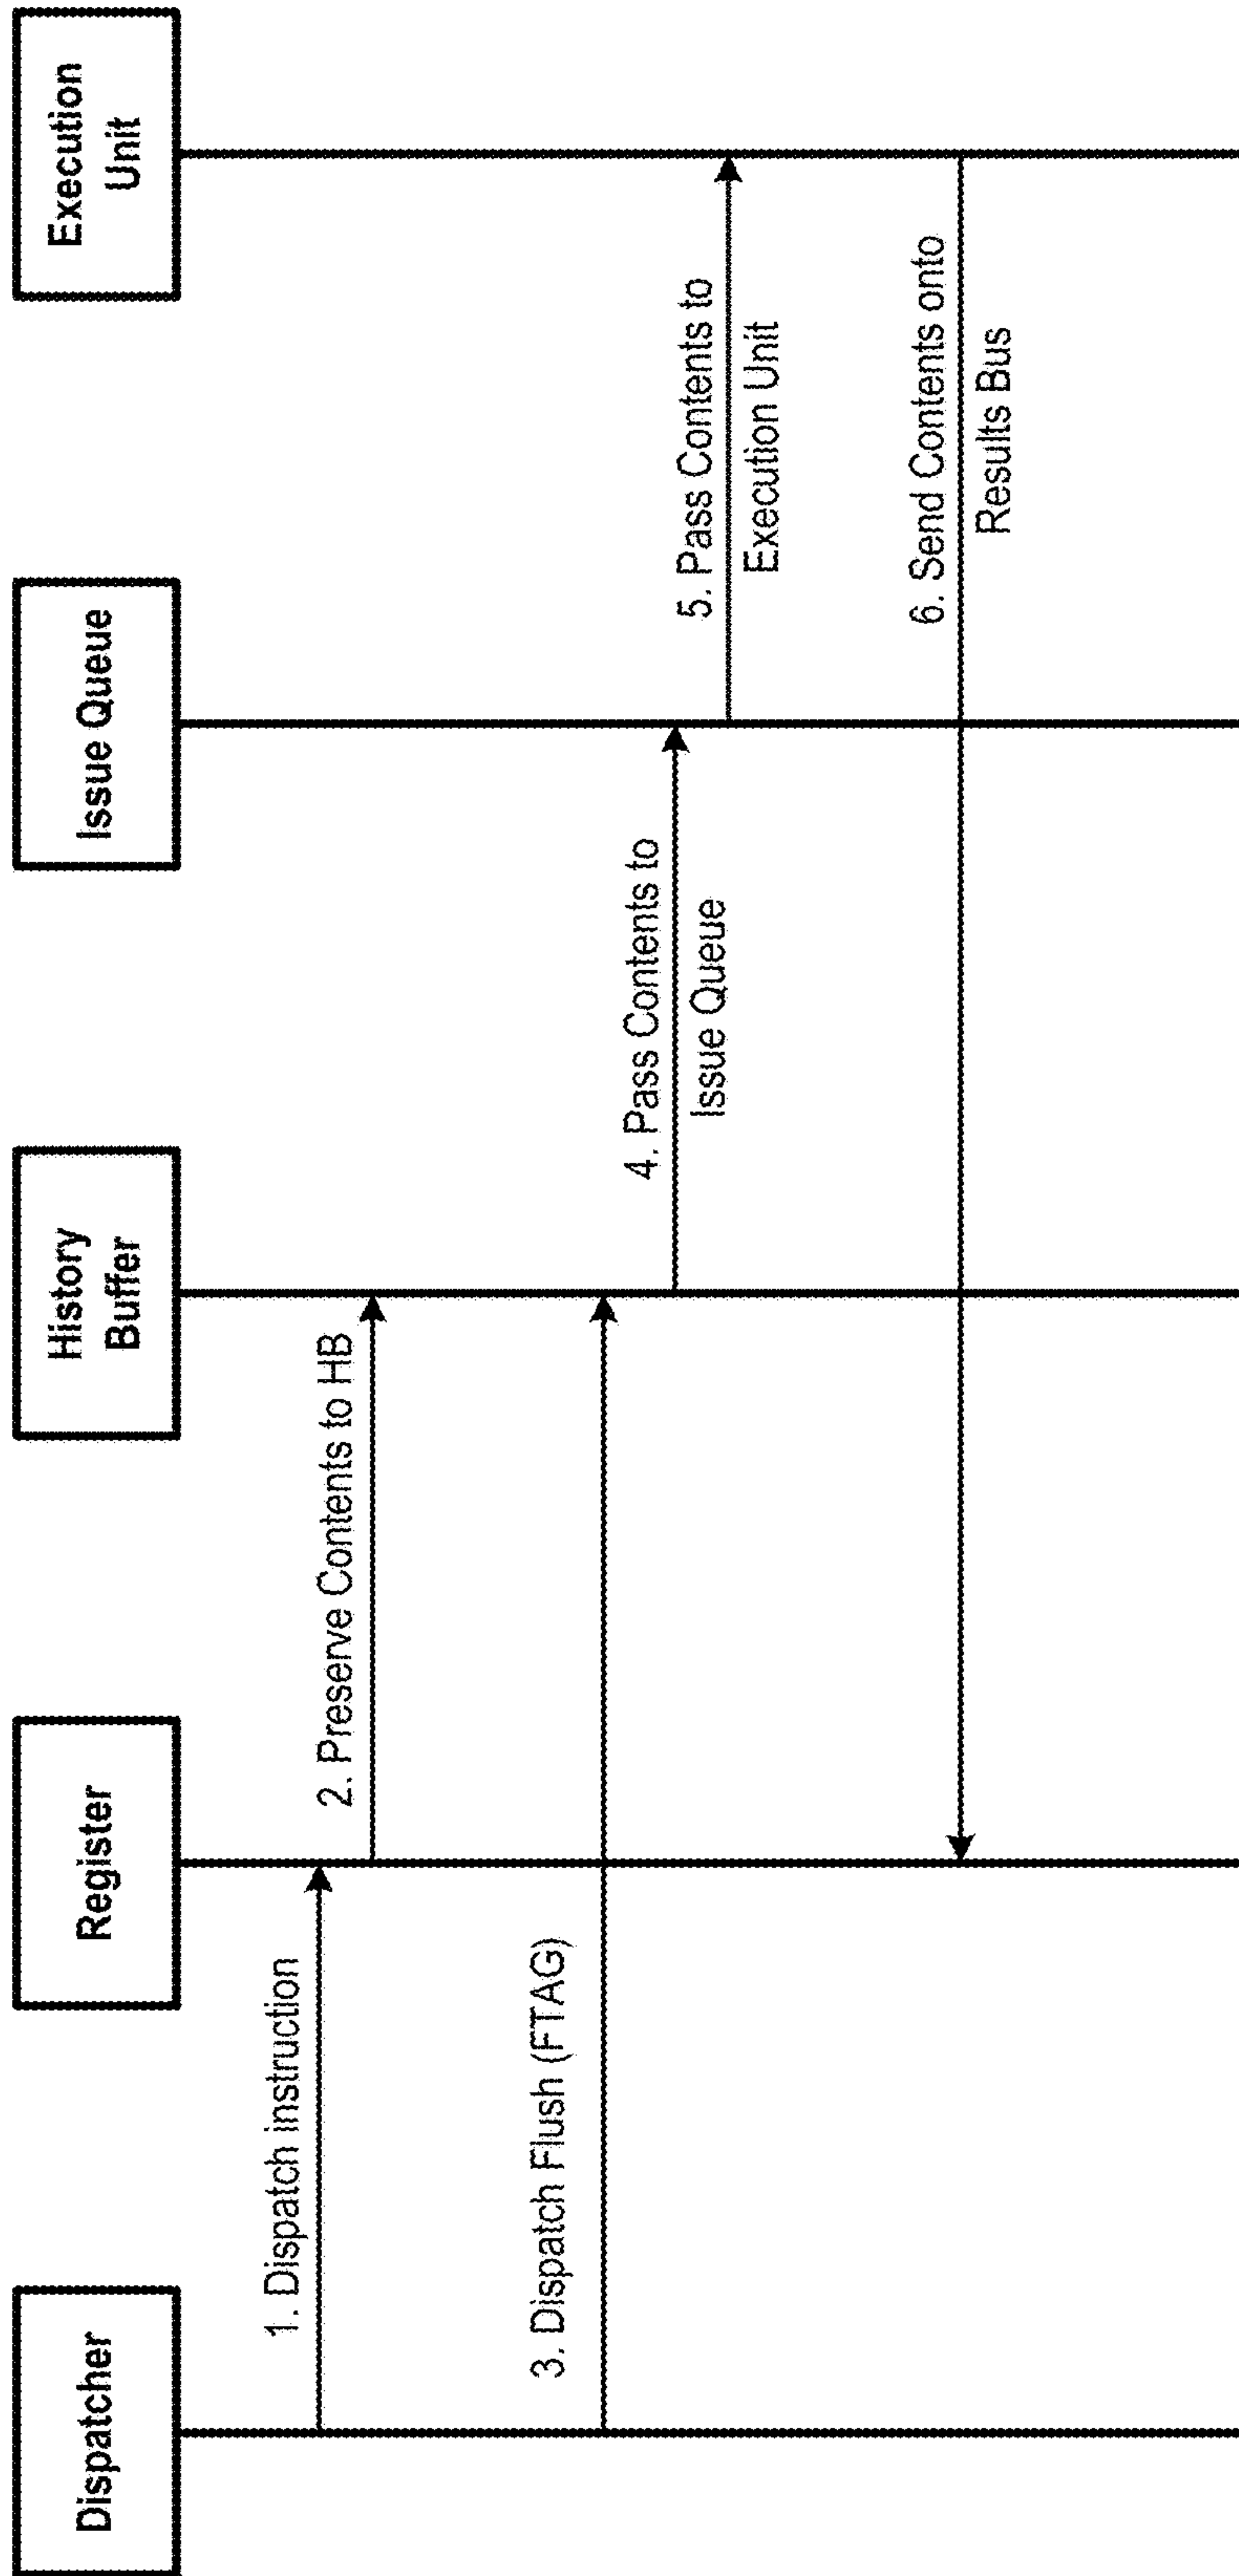 Dispatcher
Register
History
Buffer
Issue Queue
Execution
Unit
1. Dispatch instruction
2. Preserve Contents to HB
3. Dispatch Flush (FTAG)
4. Pass Contents to
Issue Queue
5. Pass Contents to
Execution Unit
6. Send Contents onto
Results Bus